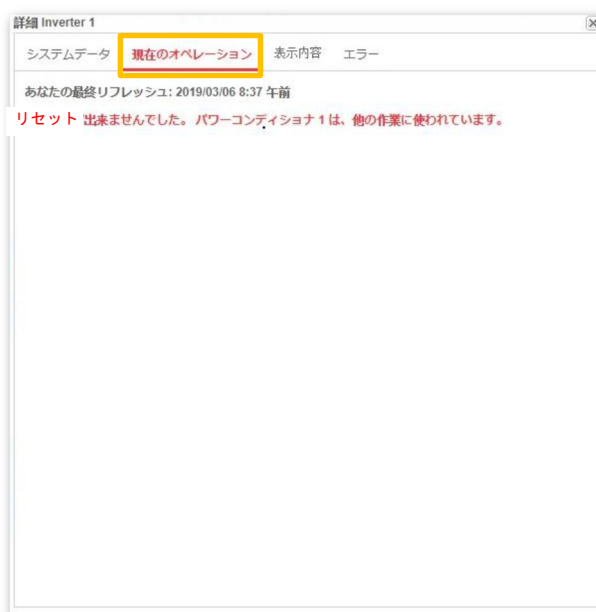 詳細 Inverter 1
システムデータ 現在のオペレーション 表示内容 エラー
あなたの最終リフレッシュ: 2019/03/06 8:37 午前
リセット 出来ませんでした。 パワーコンディショナ 1 は、他の作業に使われています。